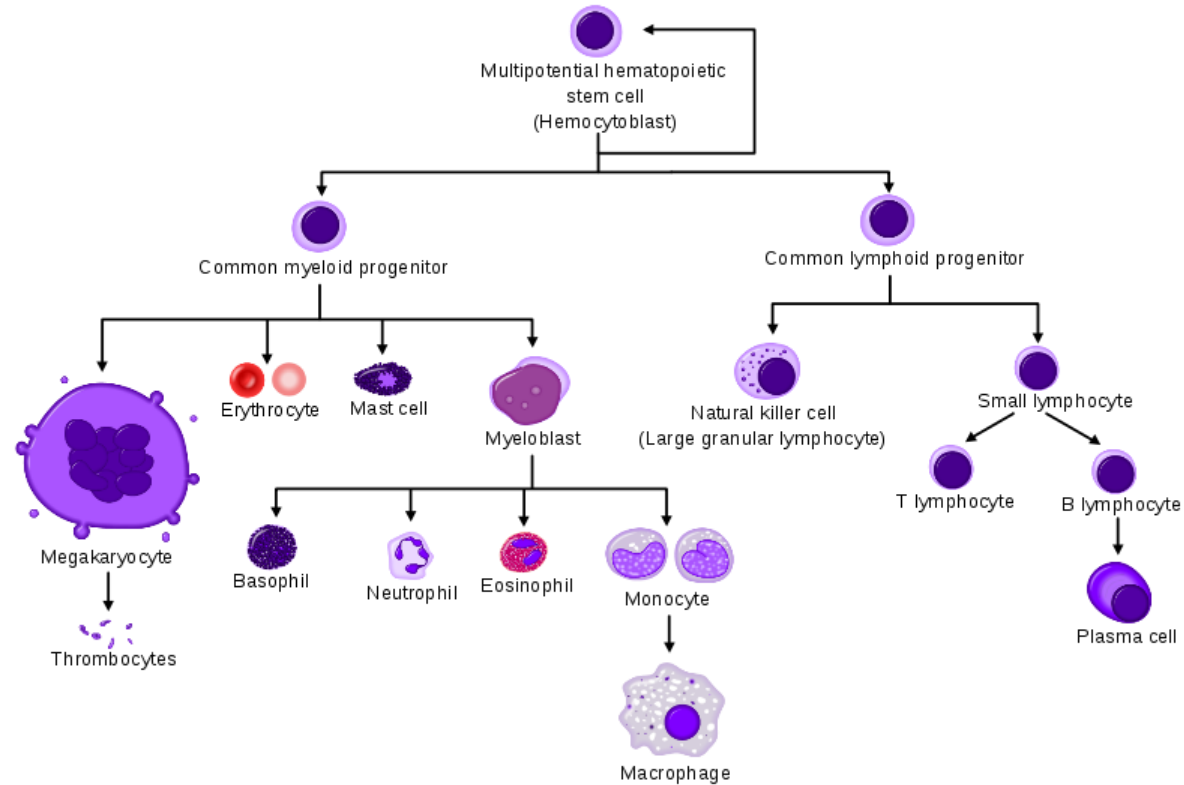 Multipotential hematopoietic
stem cell
(Hemocytoblast)
Common myeloid progenitor
Common lymphoid progenitor
Erythrocyte
Mast cell
Myeloblast
Natural killer cell
(Large granular lymphocyte)
Small lymphocyte
T lymphocyte
B lymphocyte
Megakaryocyte
Basophil
Neutrophil
Eosinophil
Monocyte
Plasma cell
Thrombocytes
Macrophage